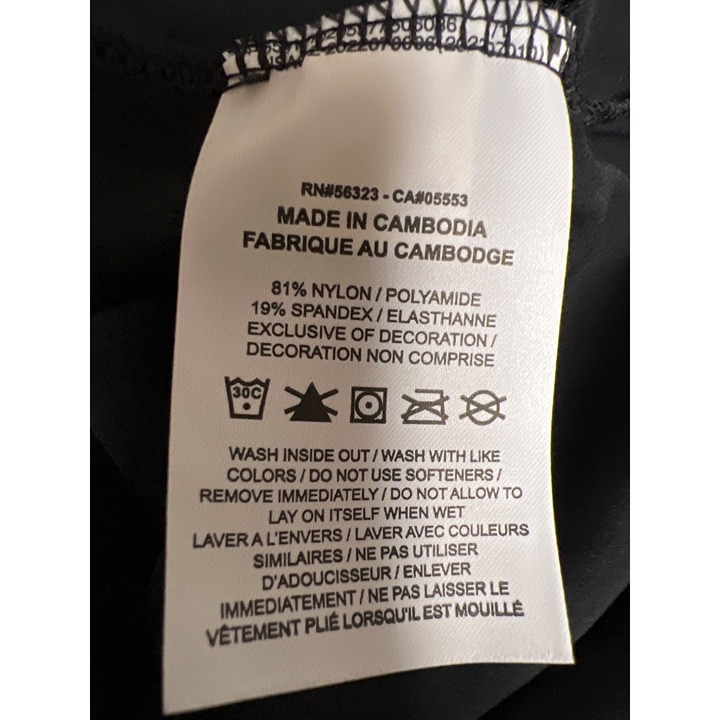 RN#56323 - CA#05553
MADE IN CAMBODIA
FABRIQUE AU CAMBODGE
81% NYLON / POLYAMIDE
19% SPANDEX / ELASTHANNE
EXCLUSIVE OF DECORATION /
DECORATION NON COMPRISE
30C
WASH INSIDE OUT / WASH WITH LIKE
COLORS / DO NOT USE SOFTENERS /
REMOVE IMMEDIATELY / DO NOT ALLOW TO
LAY ON ITSELF WHEN WET
LAVER A L'ENVERS / LAVER AVEC COULEURS
SIMILAIRES / NE PAS UTILISER
D'ADOUCISSEUR / ENLEVER
IMMEDIATEMENT / NE PAS LAISSER LE
VÊTEMENT PLIÉ LORSQU'IL EST MOUILLÉ